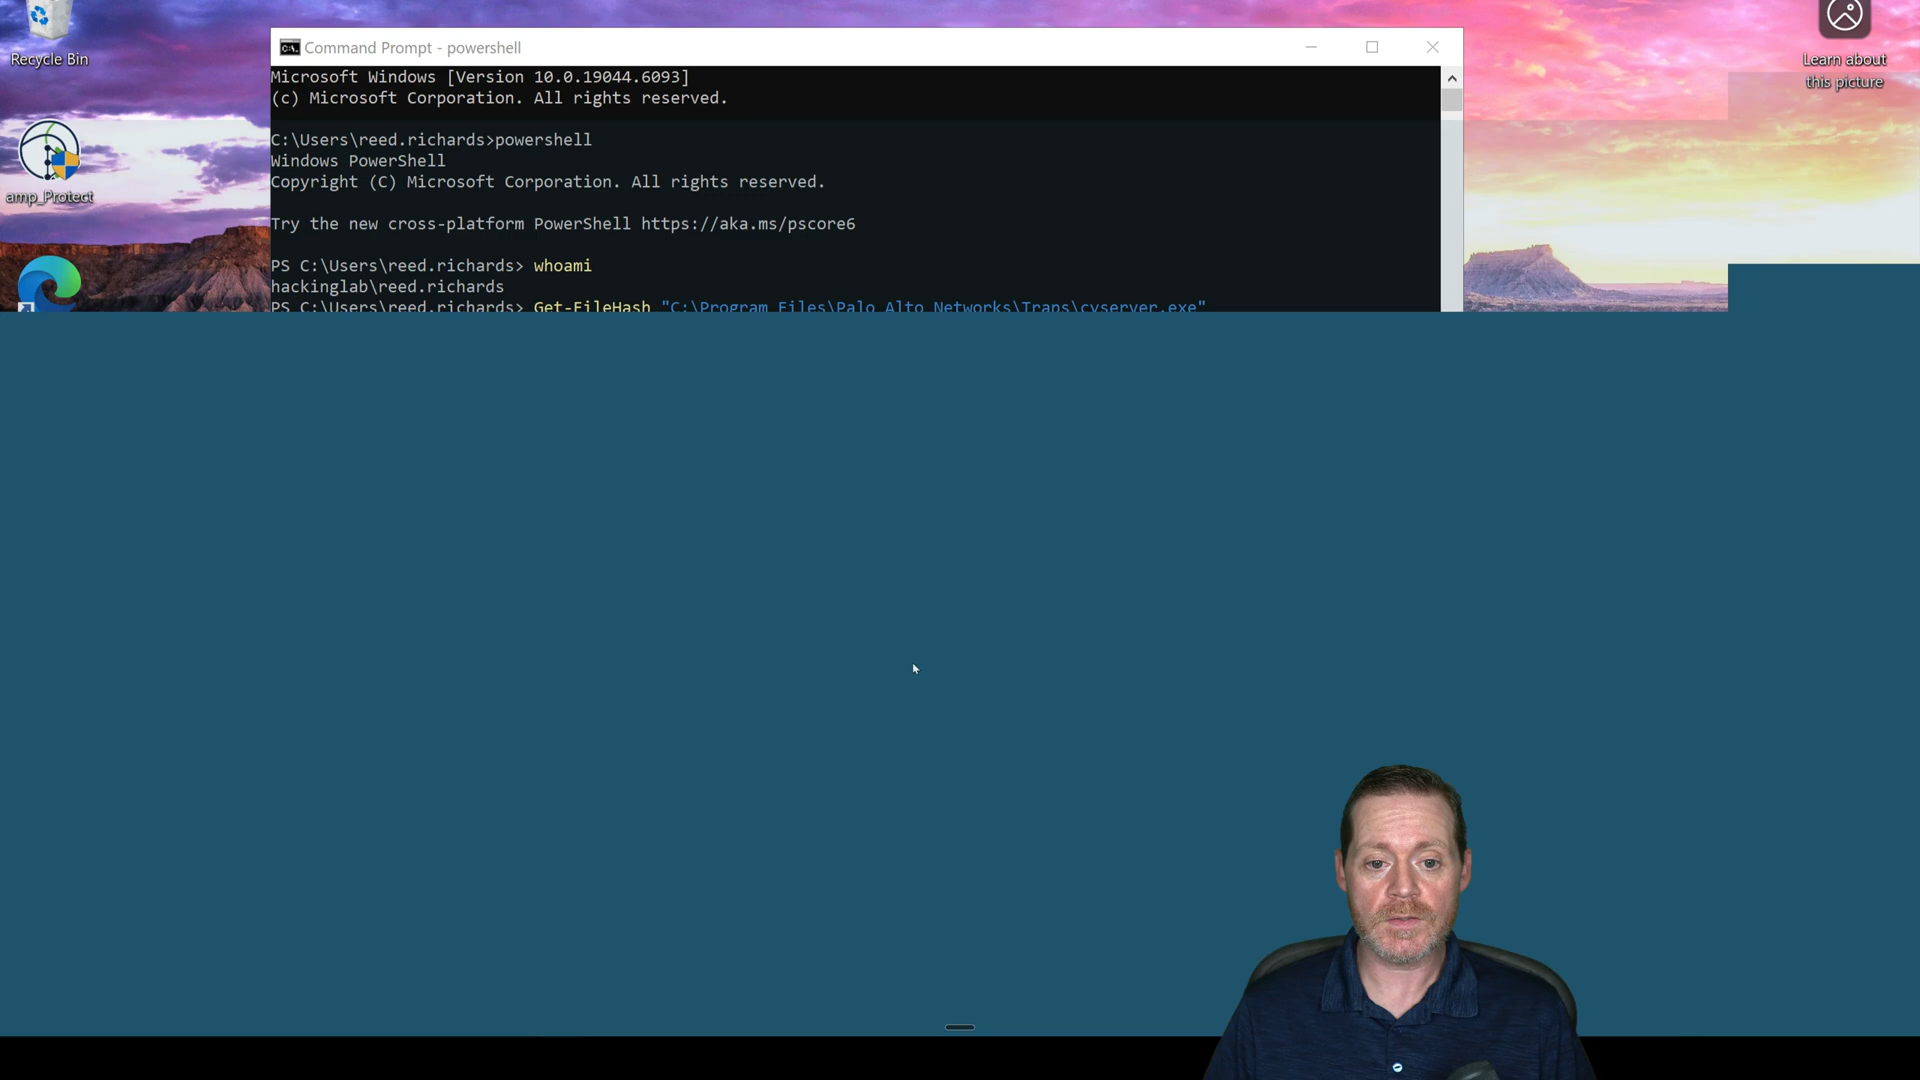 Recycle Bin
amp_Protect
Command Prompt - powershell
Microsoft Windows [Version 10.0.19044.6093]
(c) Microsoft Corporation. All rights reserved.
C:\Users\reed.richards>powershell
Windows PowerShell
Copyright (C) Microsoft Corporation. All rights reserved.
Try the new cross-platform PowerShell https://aka.ms/pscore6
PS C:\Users\reed.richards> whoami
hackinglab\reed.richards
PS C:\Users\reed.richards> Get-FileHash "C:\Program Files\Palo Alto Networks\Traps\cyserver.exe"
Learn about
this picture